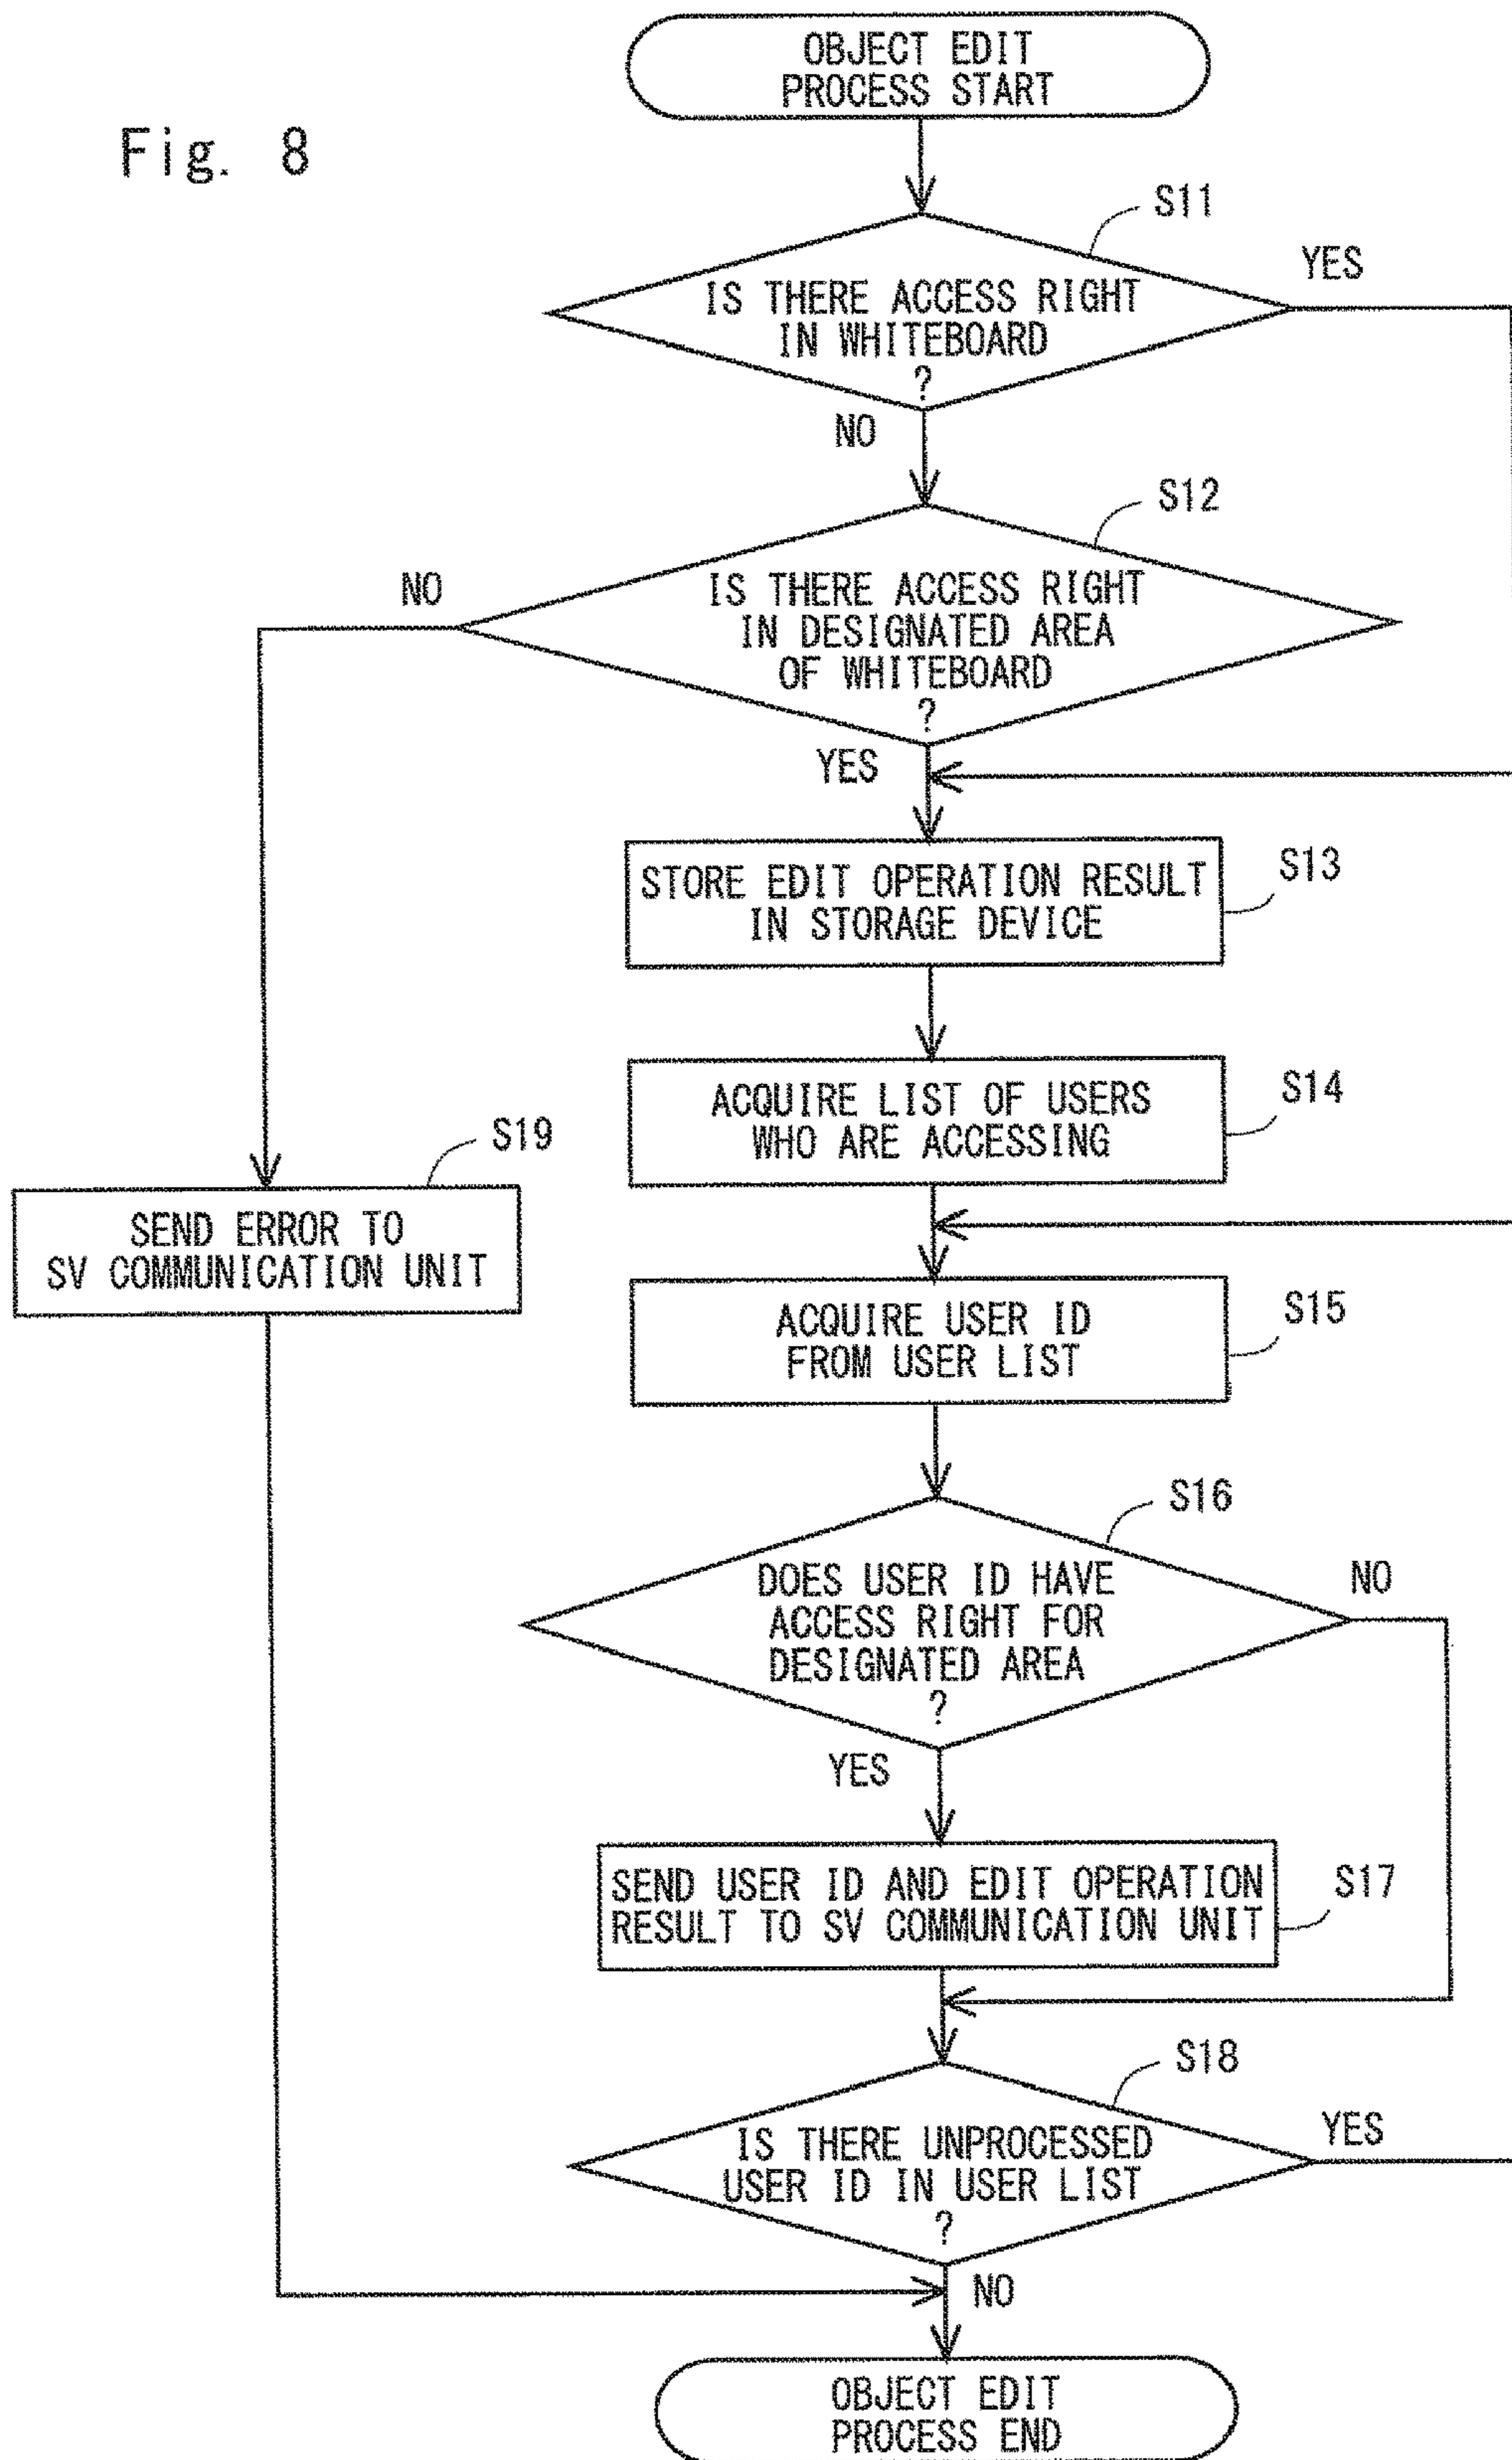 OBJECT EDIT
PROCESS START
Fig. 8
S11
YES
IS THERE ACCESS RIGHT
IN WHITEBOARD
?
NO
S12
NO
IS THERE ACCESS RIGHT
IN DESIGNATED AREA
OF WHITEBOARD
?
YES
S13
STORE EDIT OPERATION RESULT
IN STORAGE DEVICE
S14
ACQUIRE LIST OF USERS
WHO ARE ACCESSING
S19
SEND ERROR TO
SV COMMUNICATION UNIT
S15
ACQUIRE USER ID
FROM USER LIST
S16
NO
DOES USER ID HAVE
ACCESS RIGHT FOR
DESIGNATED AREA
?
YES
S17
SEND USER ID AND EDIT OPERATION
RESULT TO SV COMMUNICATION UNIT
S18
YES
IS THERE UNPROCESSED
USER ID IN USER LIST
?
NO
OBJECT EDIT
PROCESS END